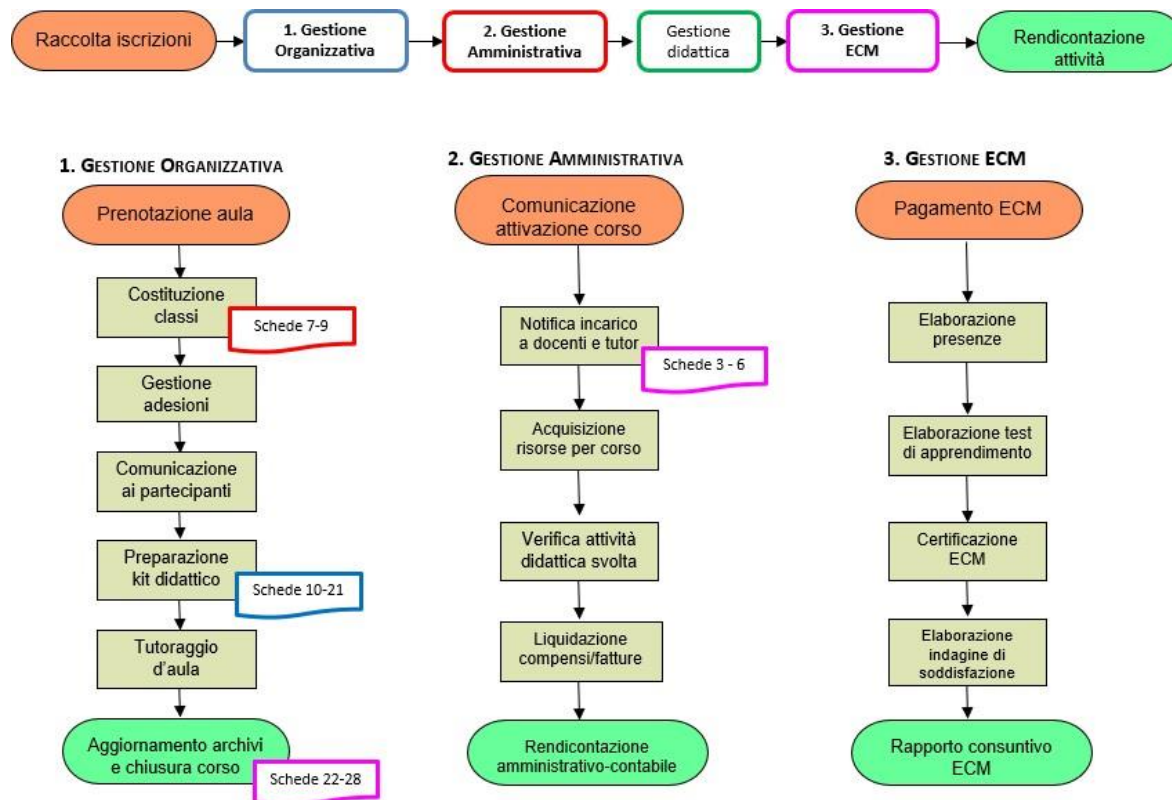 Raccolta iscrizioni
1. Gestione
Organizzativa
2. Gestione
Amministrativa
Gestione
didattica
3. Gestione
ECM
Rendicontazione
attività
1. GESTIONE ORGANIZZATIVA
Prenotazione aula
Costituzione
classi
Schede 7-9
Gestione
adesioni
Comunicazione
ai partecipanti
Preparazione
kit didattico
Schede 10-21
Tutoraggio
d'aula
Aggiornamento archivi
e chiusura corso
Schede 22-28
2. GESTIONE AMMINISTRATIVA
Comunicazione
attivazione corso
Notifica incarico
a docenti e tutor
Schede 3 - 6
Acquisizione
risorse per corso
Verifica attività
didattica svolta
Liquidazione
compensi/fatture
Rendicontazione
amministrativo-contabile
3. GESTIONE ECM
Pagamento ECM
Elaborazione
presenze
Elaborazione test
di apprendimento
Certificazione
ECM
Elaborazione
indagine di
soddisfazione
Rapporto consuntivo
ECM